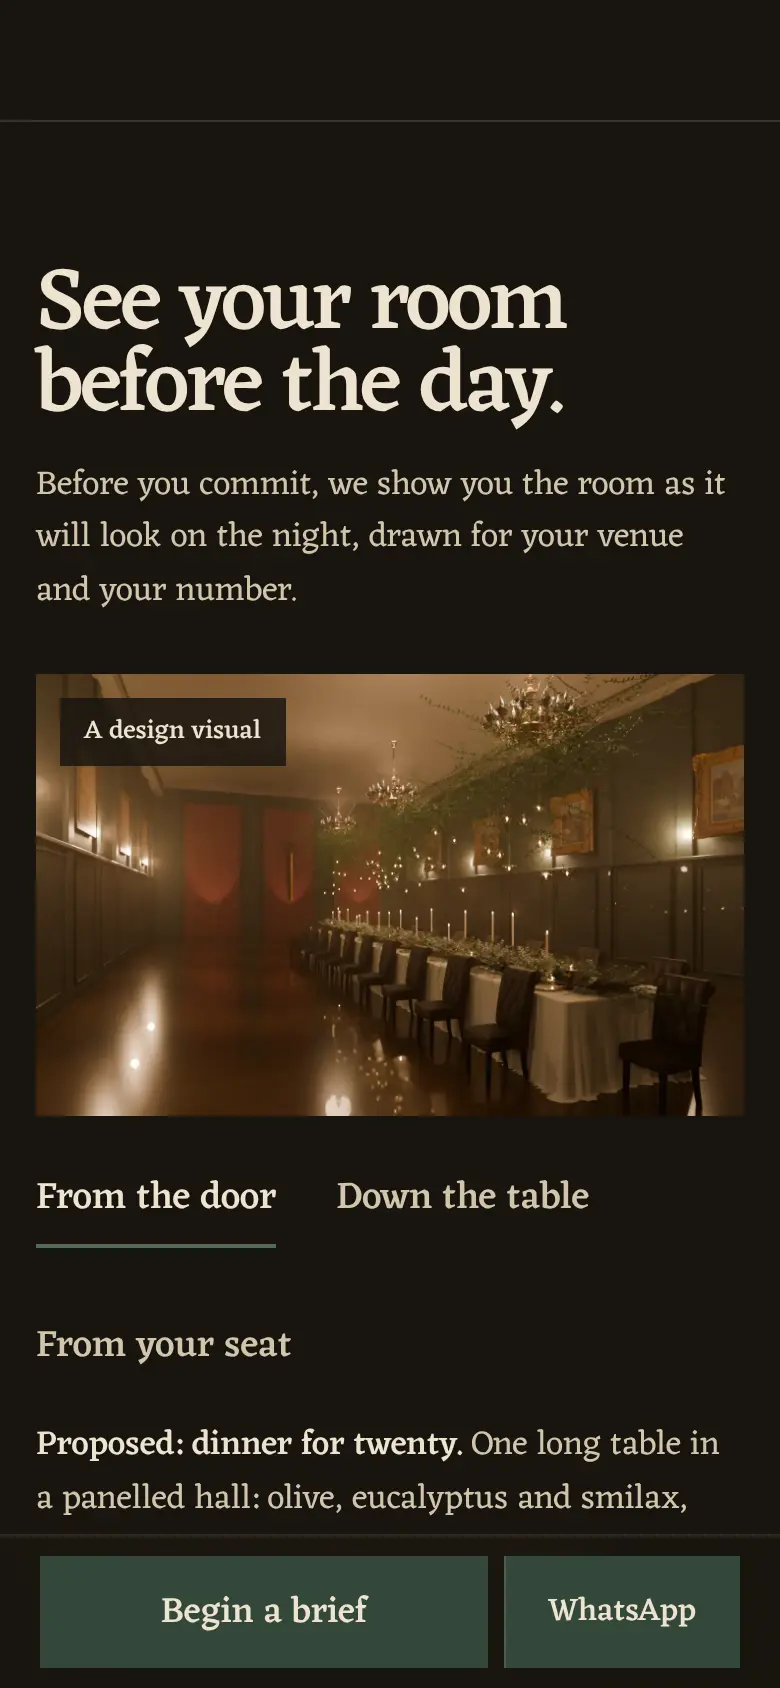 See your room
before the day.
Before you commit, we show you the room as it
will look on the night, drawn for your venue
and your number.
A design visual
From the door
Down the table
From your seat
Proposed: dinner for twenty. One long table in
a panelled hall: olive, eucalyptus and smilax,
Begin a brief
WhatsApp